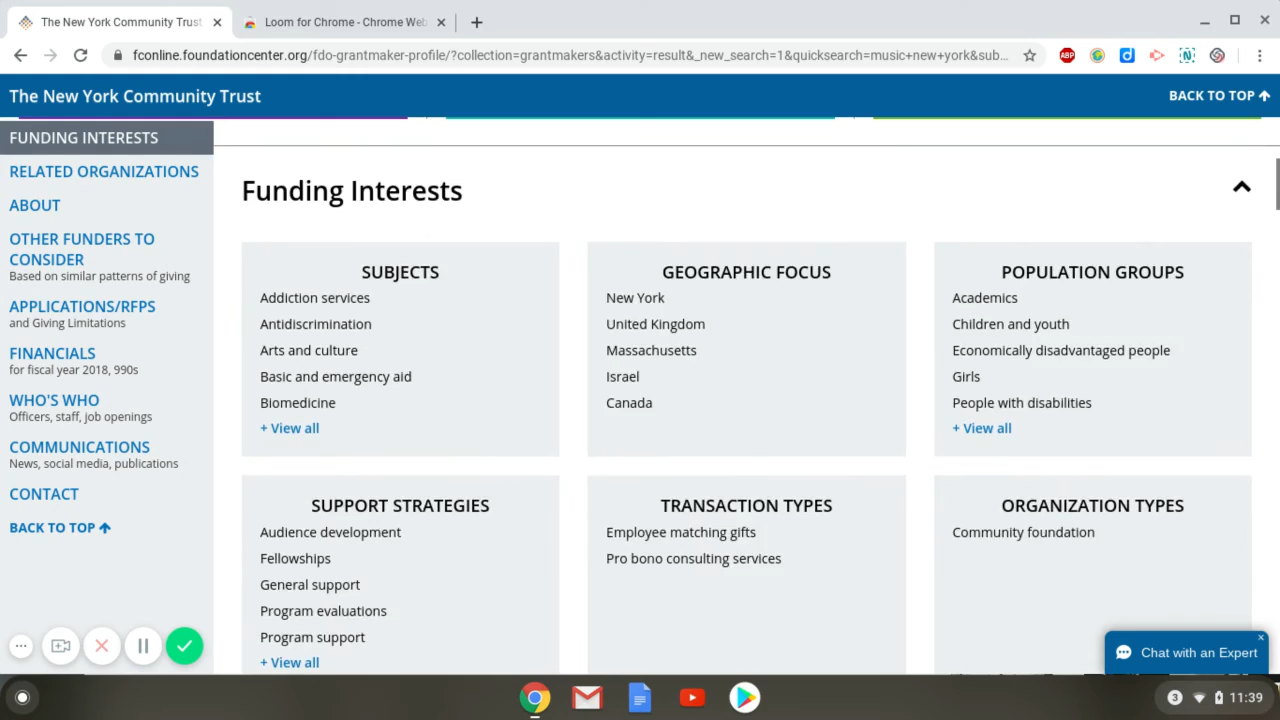 The New York Community Trust
Loom for Chrome - Chrome Web
fconline.foundationcenter.org/fdo-grantmaker-profile/?collection=grantmakers&activity=result&_new_search=1&quicksearch=music+new+york&sub...
ABP
The New York Community Trust
BACK TO TOP
FUNDING INTERESTS
RELATED ORGANIZATIONS
ABOUT
OTHER FUNDERS TO
CONSIDER
Based on similar patterns of giving
APPLICATIONS/RFPS
and Giving Limitations
FINANCIALS
for fiscal year 2018, 990s
WHO'S WHO
Officers, staff, job openings
COMMUNICATIONS
News, social media, publications
CONTACT
BACK TO TOP
Funding Interests
SUBJECTS
Addiction services
Antidiscrimination
Arts and culture
Basic and emergency aid
Biomedicine
+ View all
GEOGRAPHIC FOCUS
New York
United Kingdom
Massachusetts
Israel
Canada
POPULATION GROUPS
Academics
Children and youth
Economically disadvantaged people
Girls
People with disabilities
+ View all
SUPPORT STRATEGIES
Audience development
Fellowships
General support
Program evaluations
Program support
+ View all
TRANSACTION TYPES
Employee matching gifts
Pro bono consulting services
ORGANIZATION TYPES
Community foundation
Chat with an Expert
3
11:39